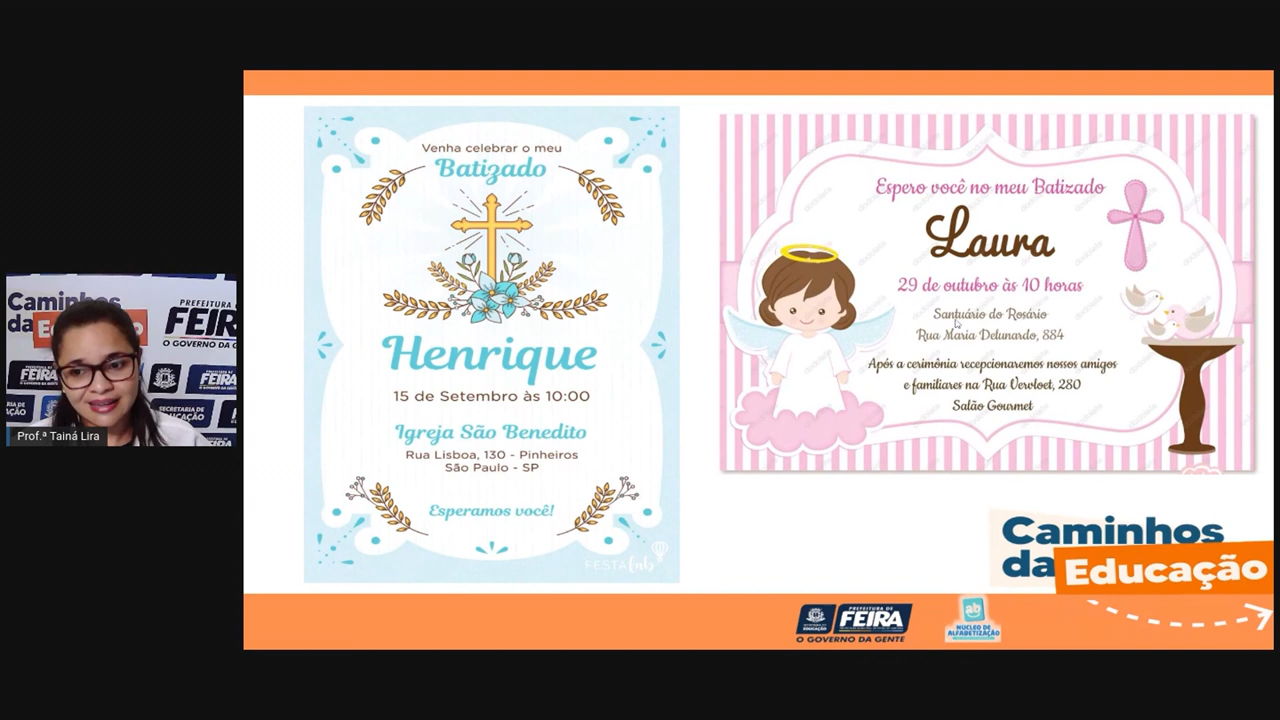 Venha celebrar o meu
Batizado
Henrique
15 de Setembro às 10:00
Igreja São Benedito
Rua Lisboa, 130 - Pinheiros
São Paulo - SP
Esperamos você!
FESTAlab
Espero você no meu Batizado
Laura
29 de outubro às 10 horas
Santuário do Rosário
Rua Maria Delunardo, 884
Após a cerimônia recepcionaremos nossos amigos
e familiares na Rua Vervloet, 280
Salão Gourmet
Caminhos
da Educação
PREFEITURA DE
FEIRA
O GOVERNO DA GENTE
ab
NÚCLEO DE
ALFABETIZAÇÃO
Caminhos
da Educação
PREFEITURA
FEIR
O GOVERNO DA
FEIRA
SECRETARIA DE
EDUCAÇÃO
Prof.ª Tainá Lira